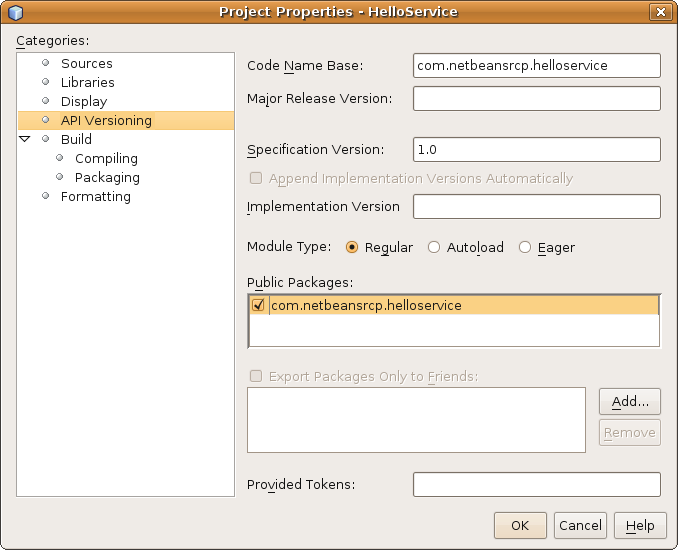 Project Properties - HelloService
Categories:
Sources
Libraries
Display
API Versioning
Build
Compiling
Packaging
Formatting
Code Name Base: com.netbeansrcp.helloservice
Major Release Version:
Specification Version: 1.0
Append Implementation Versions Automatically
Implementation Version
Module Type: Regular Autoload Eager
Public Packages:
com.netbeansrcp.helloservice
Export Packages Only to Friends:
Add...
Remove
Provided Tokens:
OK Cancel Help